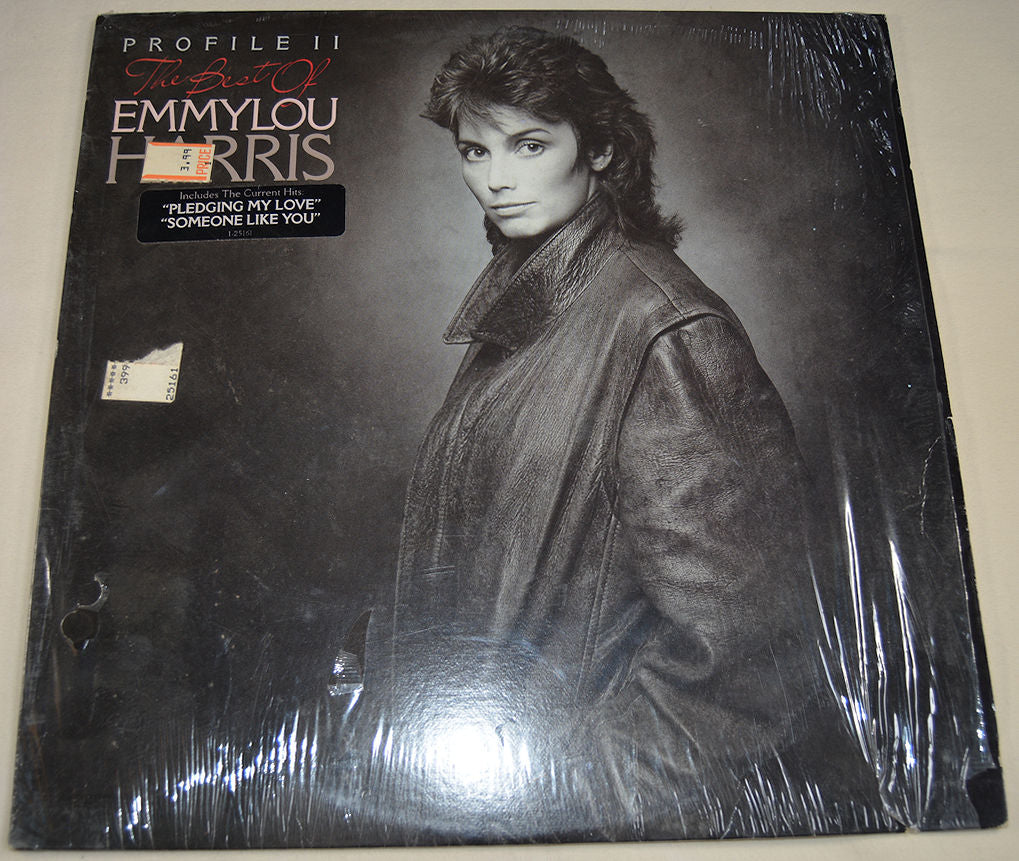 PROFILE II
The Best Of
EMMYLOU
HARRIS
3.99
PRICE
Includes The Current Hits:
"PLEDGING MY LOVE"
"SOMEONE LIKE YOU"
1-25161
*****
399
25161